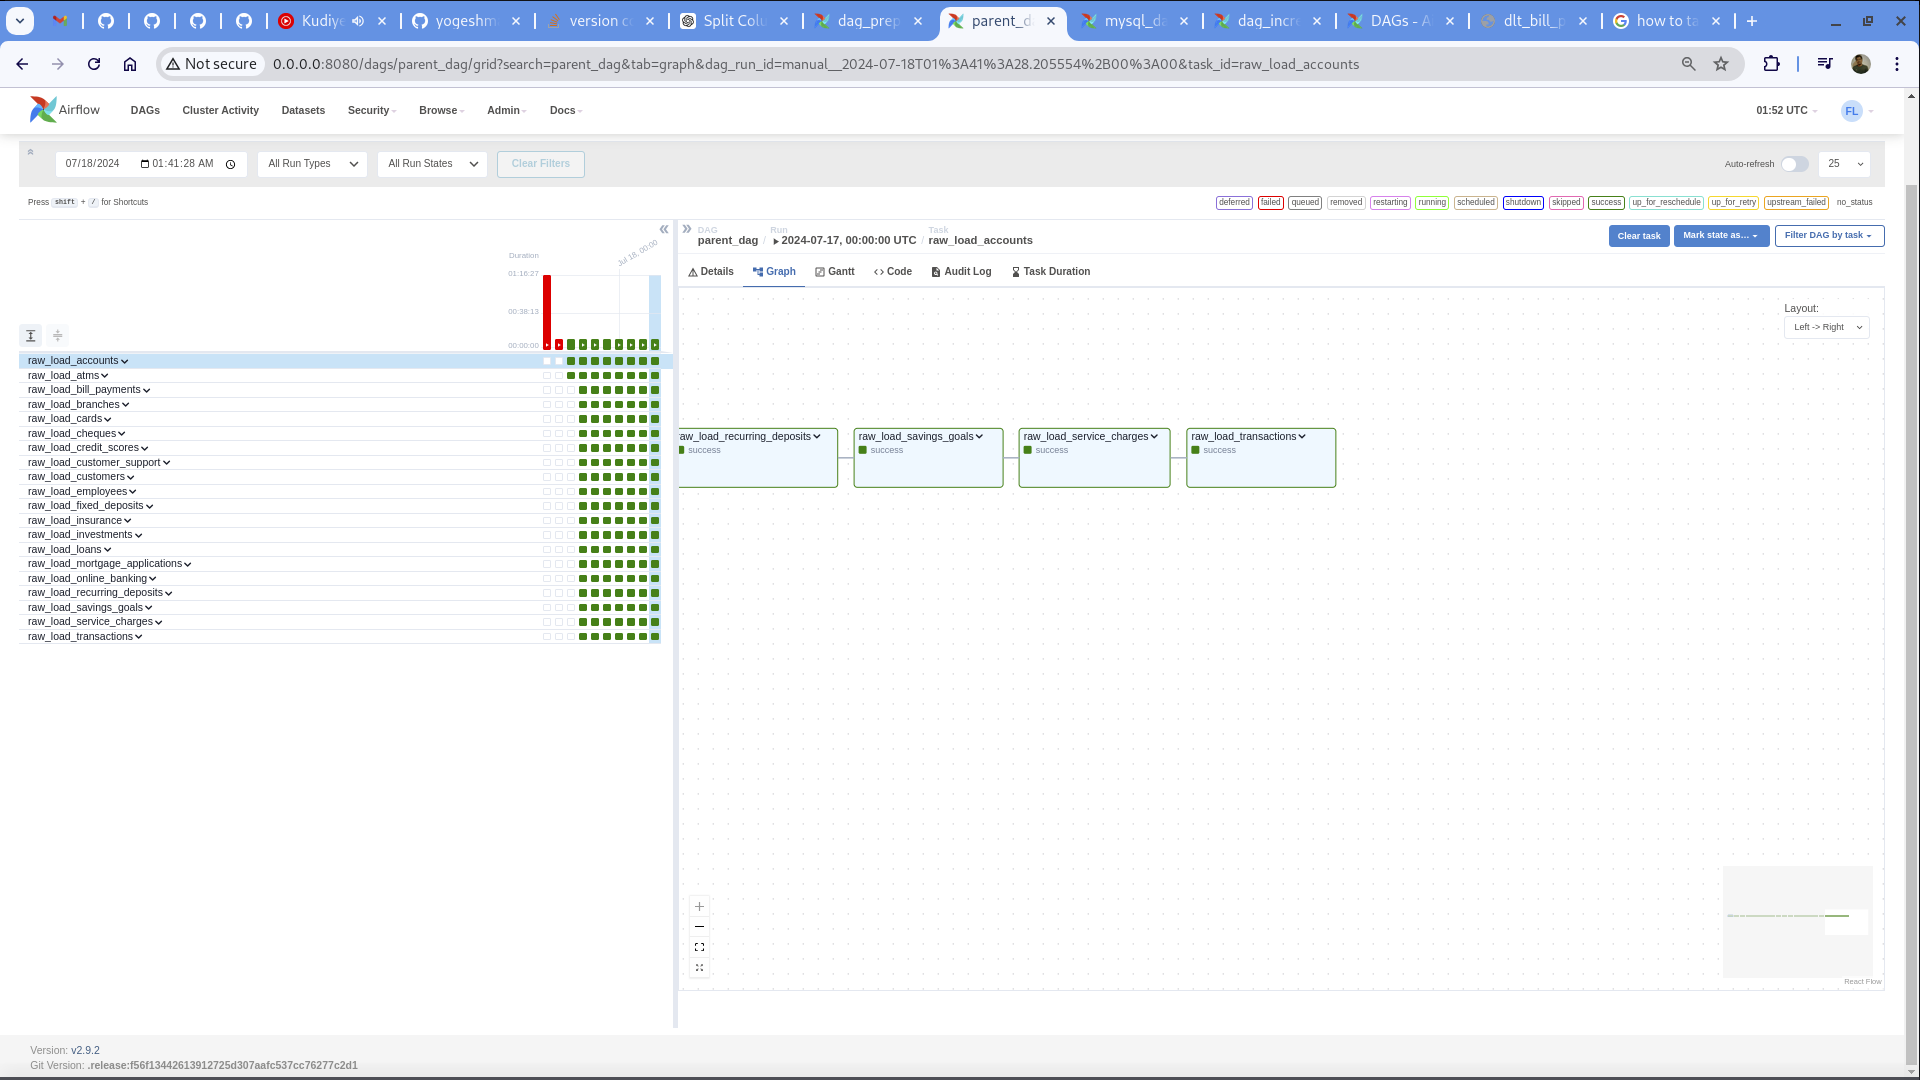 Kudiye
yogeshm
version c
Split Colu
dag_prep
parent_d
mysql_da
dag_incr
DAGs - A
dlt_bill_p
how to ta
Not secure
0.0.0.0:8080/dags/parent_dag/grid?search=parent_dag&tab=graph&dag_run_id=manual__2024-07-18T01%3A41%3A28.205554%2B00%3A00&task_id=raw_load_accounts
Airflow
DAGs
Cluster Activity
Datasets
Security
Browse
Admin
Docs
01:52 UTC
FL
07/18/2024
01:41:28 AM
All Run Types
All Run States
Clear Filters
Auto-refresh
25
Press shift + / for Shortcuts
deferred
failed
queued
removed
restarting
running
scheduled
shutdown
skipped
success
up_for_reschedule
up_for_retry
upstream_failed
no_status
DAG
parent_dag
/
Run
2024-07-17, 00:00:00 UTC
/
Task
raw_load_accounts
Clear task
Mark state as…
Filter DAG by task
Details
Graph
Gantt
Code
Audit Log
Task Duration
Duration
Jul 18, 00:00
01:16:27
00:38:13
00:00:00
raw_load_accounts
raw_load_atms
raw_load_bill_payments
raw_load_branches
raw_load_cards
raw_load_cheques
raw_load_credit_scores
raw_load_customer_support
raw_load_customers
raw_load_employees
raw_load_fixed_deposits
raw_load_insurance
raw_load_investments
raw_load_loans
raw_load_mortgage_applications
raw_load_online_banking
raw_load_recurring_deposits
raw_load_savings_goals
raw_load_service_charges
raw_load_transactions
Layout:
Left -> Right
raw_load_recurring_deposits
success
raw_load_savings_goals
success
raw_load_service_charges
success
raw_load_transactions
success
React Flow
Version: v2.9.2
Git Version: .release:f56f13442613912725d307aafc537cc76277c2d1